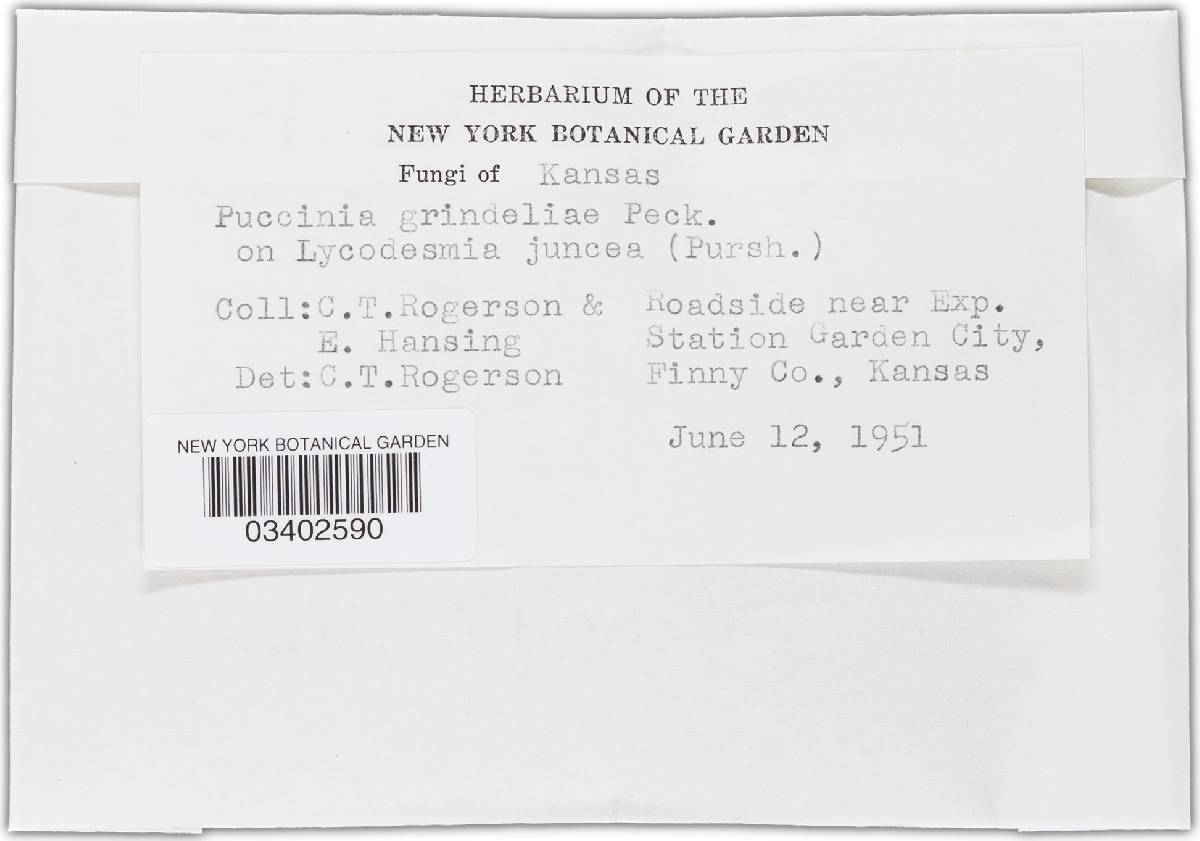 HERBARIUM OF THE
NEW YORK BOTANICAL GARDEN
Fungi of Kansas
Puccinia grindeliae Peck.
on Lycodesmia juncea (Pursh.)
Coll:C.T.Rogerson &
E. Hansing
Det:C.T.Rogerson
Roadside near Exp.
Station Garden City,
Finny Co., Kansas
June 12, 1951
NEW YORK BOTANICAL GARDEN
03402590